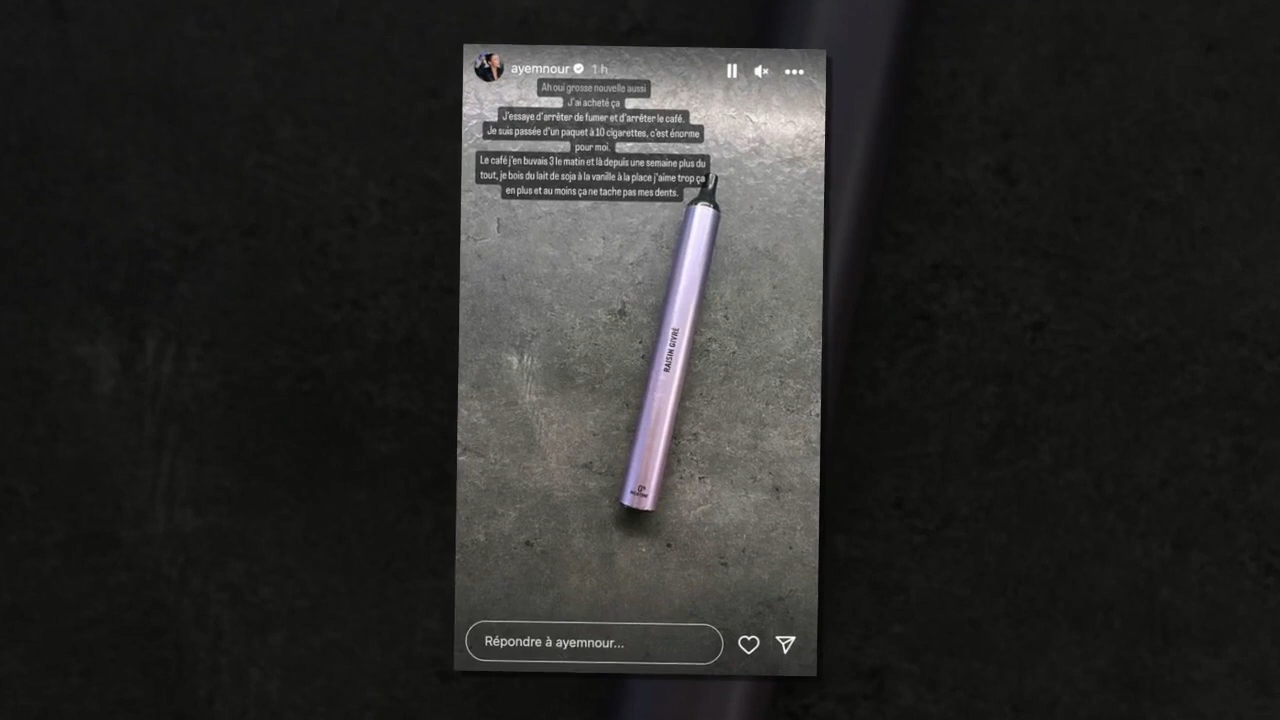 ayemnour 1 h
Ah oui grosse nouvelle aussi
J'ai acheté ça
J'essaye d'arrêter de fumer et d'arrêter le café.
Je suis passée d'un paquet à 10 cigarettes, c'est énorme
pour moi.
Le café j'en buvais 3 le matin et là depuis une semaine plus du
tout, je bois du lait de soja à la vanille à la place j'aime trop ça
en plus et au moins ça ne tache pas mes dents.
RAISIN GIVRÉ
Répondre à ayemnour...